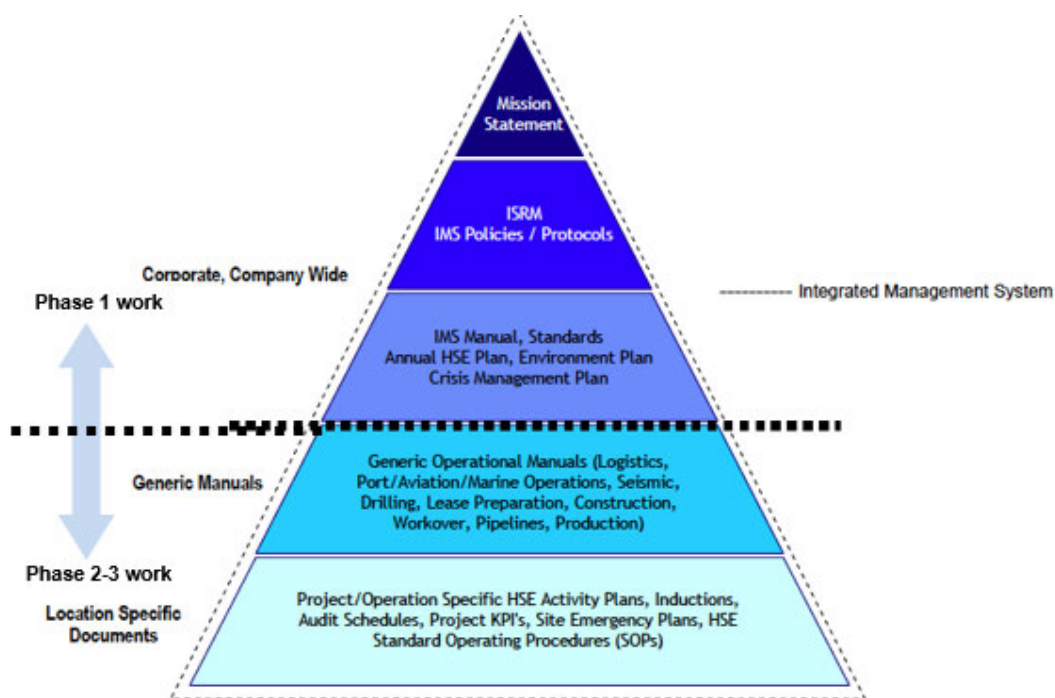 Mission
Statement
ISRM
IMS Policies / Protocols
Corporate, Company Wide
Phase 1 work
Integrated Management System
IMS Manual, Standards
Annual HSE Plan, Environment Plan
Crisis Management Plan
Generic Manuals
Generic Operational Manuals (Logistics,
Port/Aviation/Marine Operations, Seismic,
Drilling, Lease Preparation, Construction,
Workover, Pipelines, Production)
Phase 2-3 work
Location Specific
Documents
Project/Operation Specific HSE Activity Plans, Inductions,
Audit Schedules, Project KPI's, Site Emergency Plans, HSE
Standard Operating Procedures (SOPs)